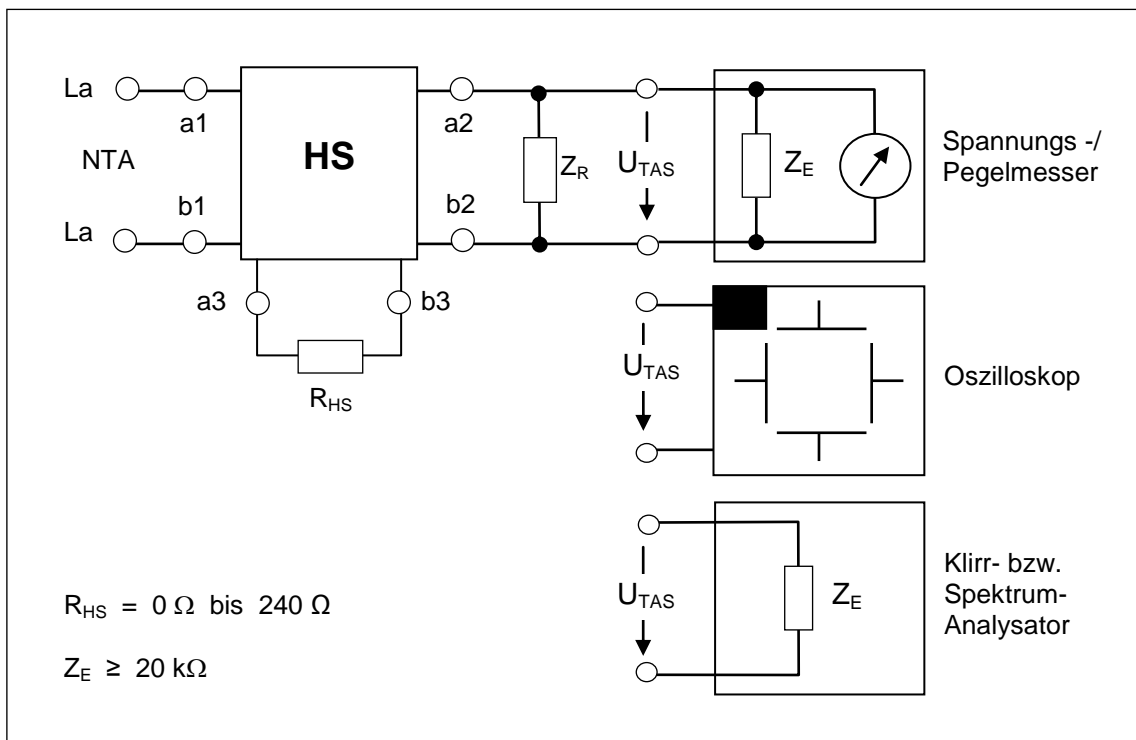 La
a1
NTA
b1
La
HS
a2
b2
a3
b3
R_HS
Z_R
U_TAS
Z_E
Spannungs -/
Pegelmesser
U_TAS
Oszilloskop
U_TAS
Z_E
Klirr- bzw.
Spektrum-
Analysator
R_HS = 0 Ω bis 240 Ω
Z_E ≥ 20 kΩ